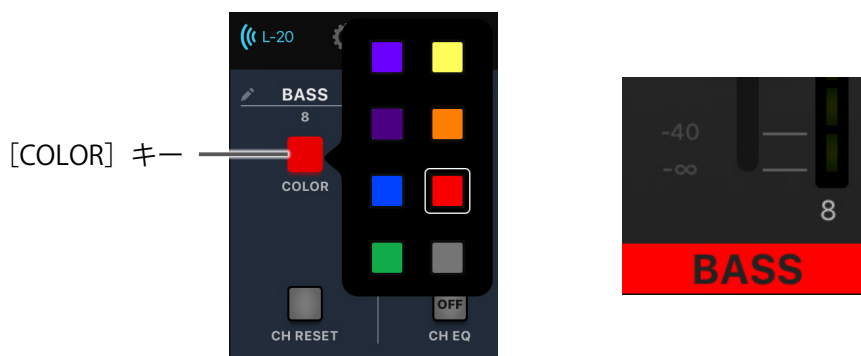 L-20
BASS
8
［COLOR］キー
COLOR
OFF
CH RESET
CH EQ
-40
-∞
8
BASS